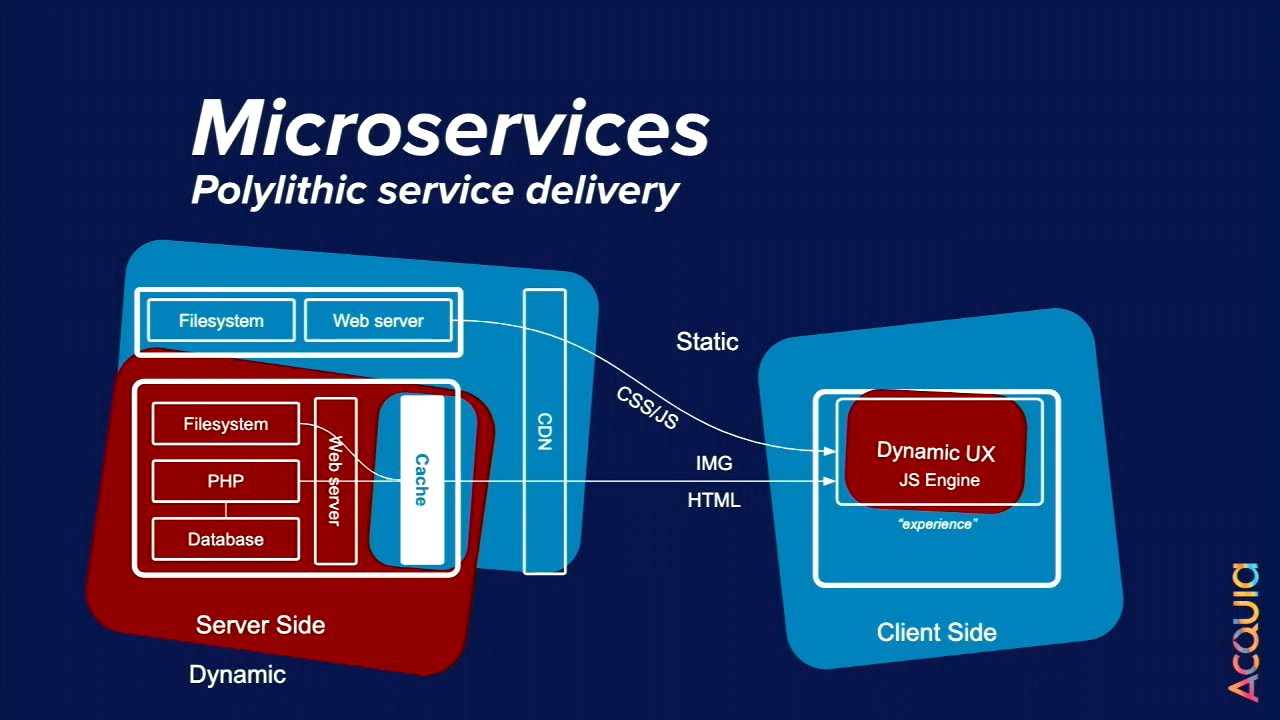 Microservices
Polylithic service delivery
Filesystem
Web server
Static
CSS/JS
CDN
Filesystem
PHP
Database
Web server
Cache
IMG
HTML
Dynamic UX
JS Engine
“experience”
Server Side
Dynamic
Client Side
ACQUIA